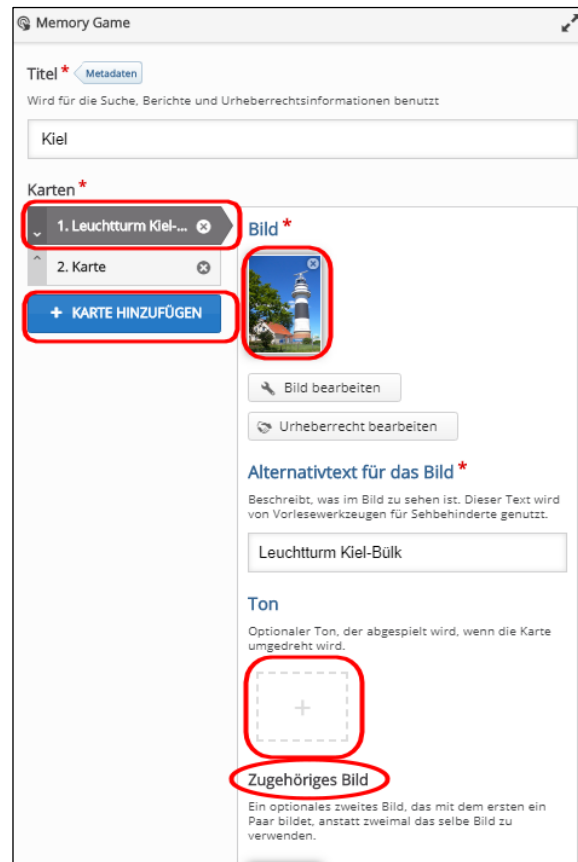 Memory Game
Titel * Metadaten
Wird für die Suche, Berichte und Urheberrechtsinformationen benutzt
Kiel
Karten *
1. Leuchtturm Kiel-...
2. Karte
+ KARTE HINZUFÜGEN
Bild *
Bild bearbeiten
Urheberrecht bearbeiten
Alternativtext für das Bild *
Beschreibt, was im Bild zu sehen ist. Dieser Text wird
von Vorlesewerkzeugen für Sehbehinderte genutzt.
Leuchtturm Kiel-Bülk
Ton
Optionaler Ton, der abgespielt wird, wenn die Karte
umgedreht wird.
+
Zugehöriges Bild
Ein optionales zweites Bild, das mit dem ersten ein
Paar bildet, anstatt zweimal das selbe Bild zu
verwenden.